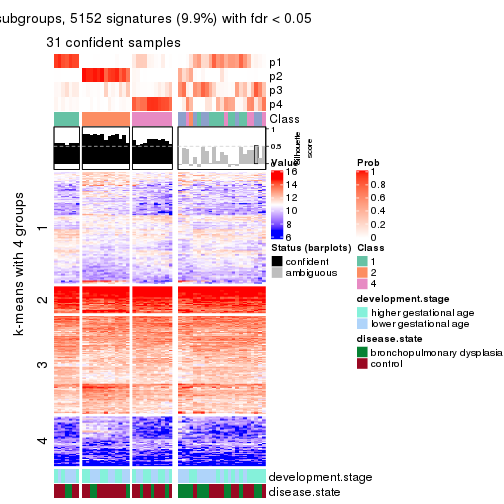 subgroups, 5152 signatures (9.9%) with fdr < 0.05
31 confident samples
p1
p2
p3
p4
Class
1
0.5
0
Silhouette
score
k-means with 4 groups
1
2
3
4
development.stage
disease.state
Value
16
14
12
10
8
6
Status (barplots)
confident
ambiguous
Prob
1
0.8
0.6
0.4
0.2
0
Class
1
2
4
development.stage
higher gestational age
lower gestational age
disease.state
bronchopulmonary dysplasia
control